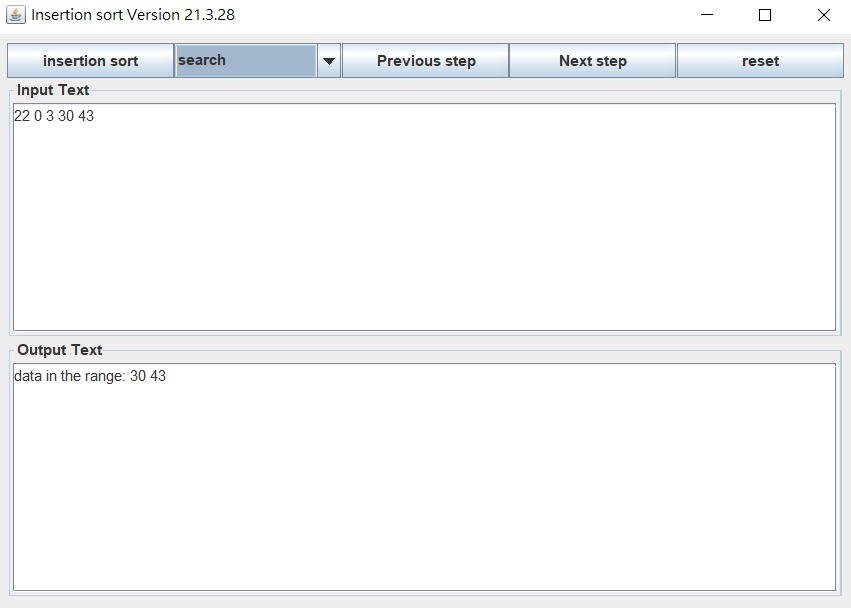 Insertion sort Version 21.3.28
insertion sort search Previous step Next step reset
Input Text
22 0 3 30 43
Output Text
data in the range: 30 43